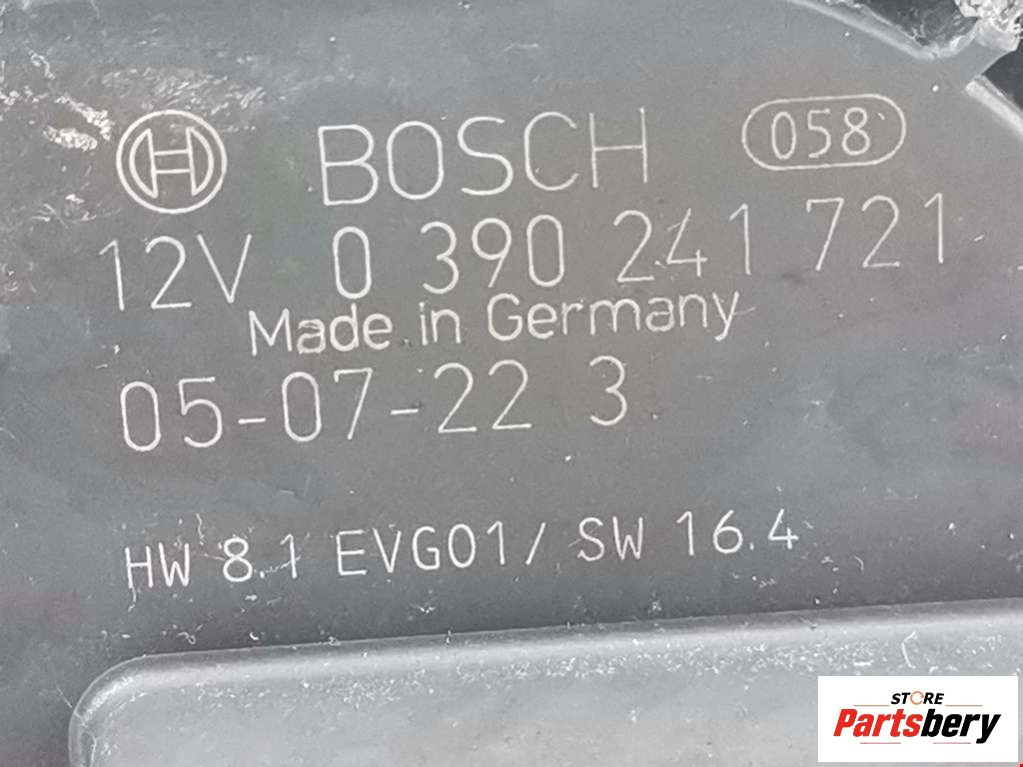 BOSCH 058
12V 0 390 241 721
Made in Germany
05-07-22 3
HW 8.1 EVG01/ SW 16.4
STORE
Partsbery